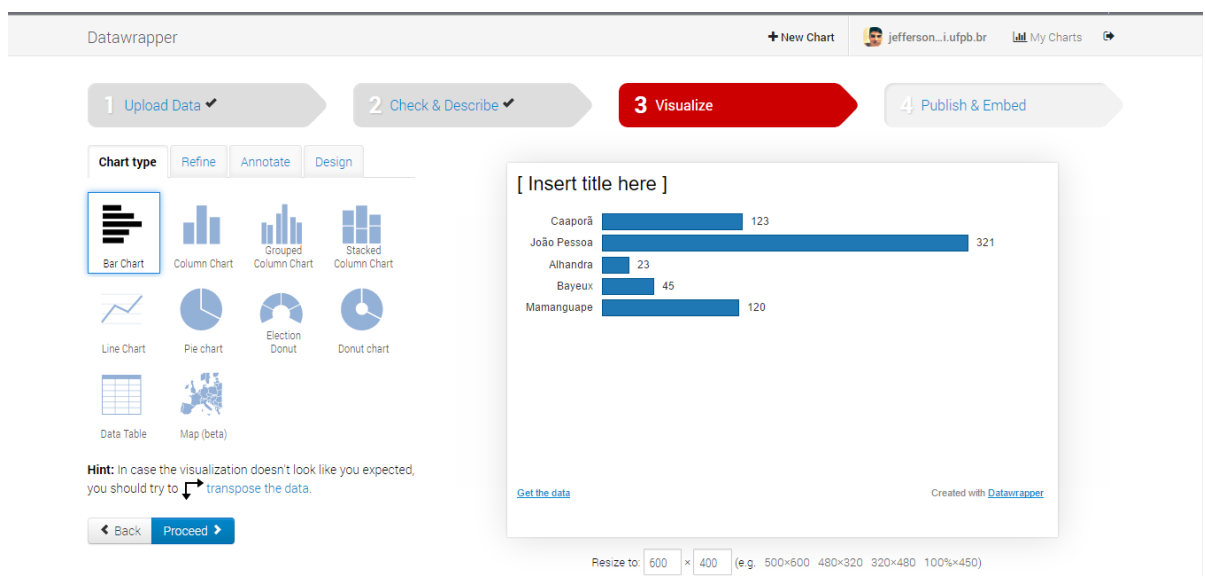 Datawrapper
New Chart
jefferson...i.ufpb.br
My Charts
1 Upload Data
2 Check & Describe
3 Visualize
4 Publish & Embed
Chart type
Refine
Annotate
Design
Bar Chart
Column Chart
Grouped
Column Chart
Stacked
Column Chart
Line Chart
Pie chart
Election
Donut
Donut chart
Data Table
Map (beta)
Hint: In case the visualization doesn't look like you expected,
you should try to transpose the data.
Back
Proceed
[ Insert title here ]
Caaporã 123
João Pessoa 321
Alhandra 23
Bayeux 45
Mamanguape 120
Get the data
Created with Datawrapper
Resize to: 600 × 400 (e.g. 500×600 480×320 320×480 100%×450)